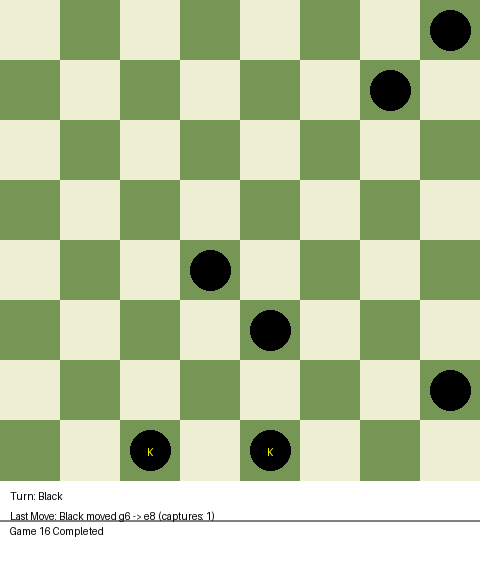 K
K
Turn: Black
Last Move: Black moved g6 -> e8 (captures: 1)
Game 16 Completed